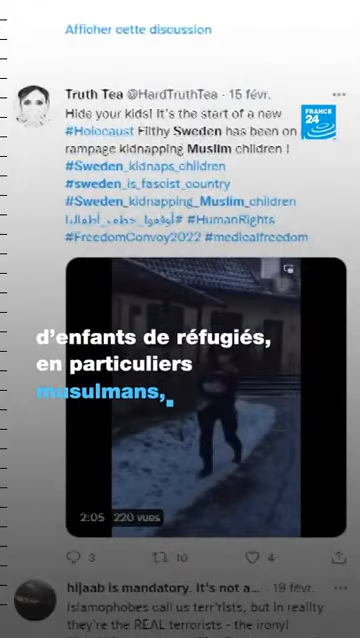 Afficher cette discussion
Truth Tea @HardTruthTea · 15 févr.
Hide your kids! It's the start of a new
#Holocaust Filthy Sweden has been on
rampage kidnapping Muslim children !
#Sweden_kidnaps_children
#sweden_is_fascist_country
#Sweden_kidnapping_Muslim_children
#أوقفوا_خطف_أطفالنا #HumanRights
#FreedomConvoy2022 #medicalfreedom
FRANCE
24
d'enfants de réfugiés,
en particuliers
musulmans,
2:05 220 vues
3 10 4
hijaab is mandatory. It's not a... · 19 févr.
Islamophobes call us terr'rists, but in reality
they're the REAL terrorists - the irony!